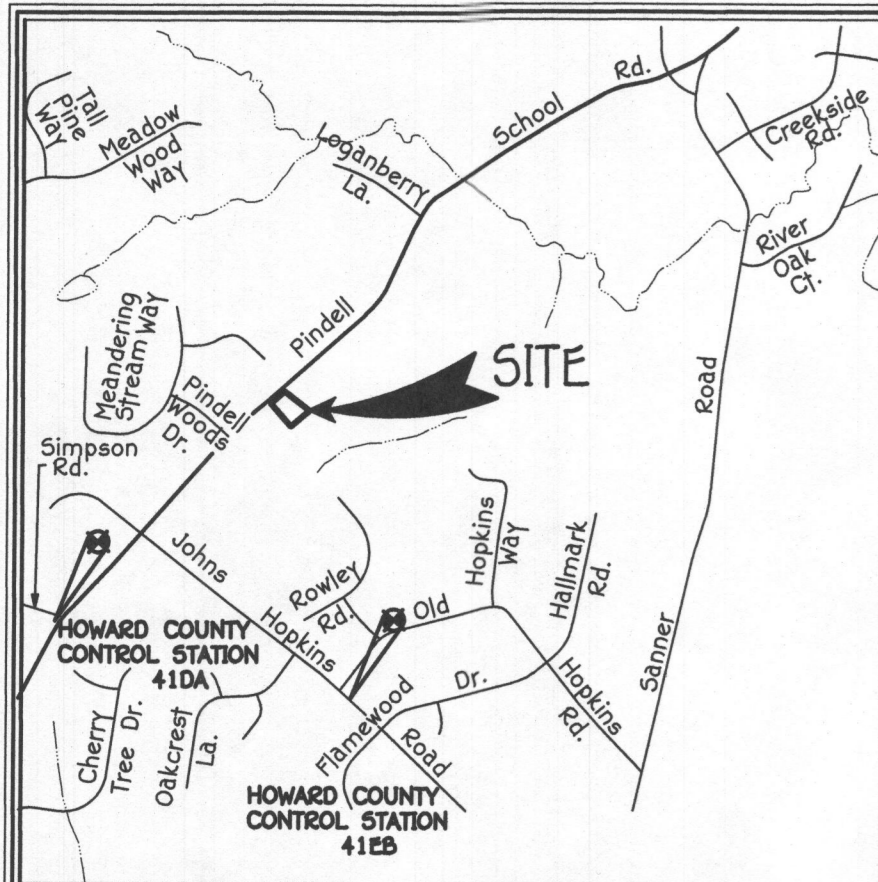 Rd.
School
Tall
Pine
Way
Meadow
Wood
Way
Loganberry
La.
Creekside
Rd.
River
Oak
Ct.
Pindell
Meandering
Stream Way
SITE
Pindell
Woods
Dr.
Road
Simpson
Rd.
Johns
Hopkins
Rowley
Rd.
Old
Hopkins
Way
Hallmark
Rd.
HOWARD COUNTY
CONTROL STATION
41DA
Sanner
Hopkins
Rd.
Cherry
Tree Dr.
Oakcrest
La.
Flamewood
Dr.
Road
HOWARD COUNTY
CONTROL STATION
41EB